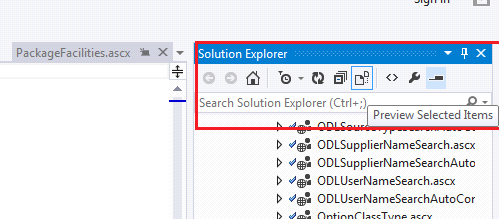 Sign in
PackageFacilities.ascx
Solution Explorer
Search Solution Explorer (Ctrl+;)
Preview Selected Items
ODLSupplierNameSearch.ascx
ODLSupplierNameSearchAuto
ODLUserNameSearch.ascx
ODLUserNameSearchAutoCor
OptionClassType.ascx